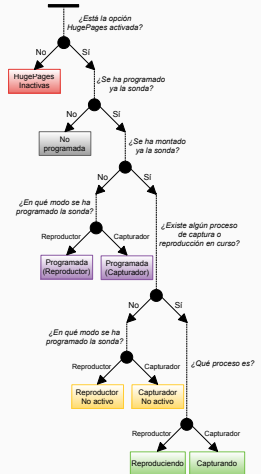 ¿Está la opción
HugePages activada?
No
Sí
HugePages
Inactivas
¿Se ha programado
ya la sonda?
No
Sí
No
programada
¿Se ha montado
ya la sonda?
No
Sí
¿En qué modo se ha
programado la sonda?
Reproductor
Capturador
Programada
(Reproductor)
Programada
(Capturador)
¿Existe algún proceso
de captura o
reproducción en curso?
No
Sí
¿En qué modo se ha
programado la sonda?
Reproductor
Capturador
Reproductor
No activo
Capturador
No activo
¿Qué proceso es?
Reproductor
Capturador
Reproduciendo
Capturando